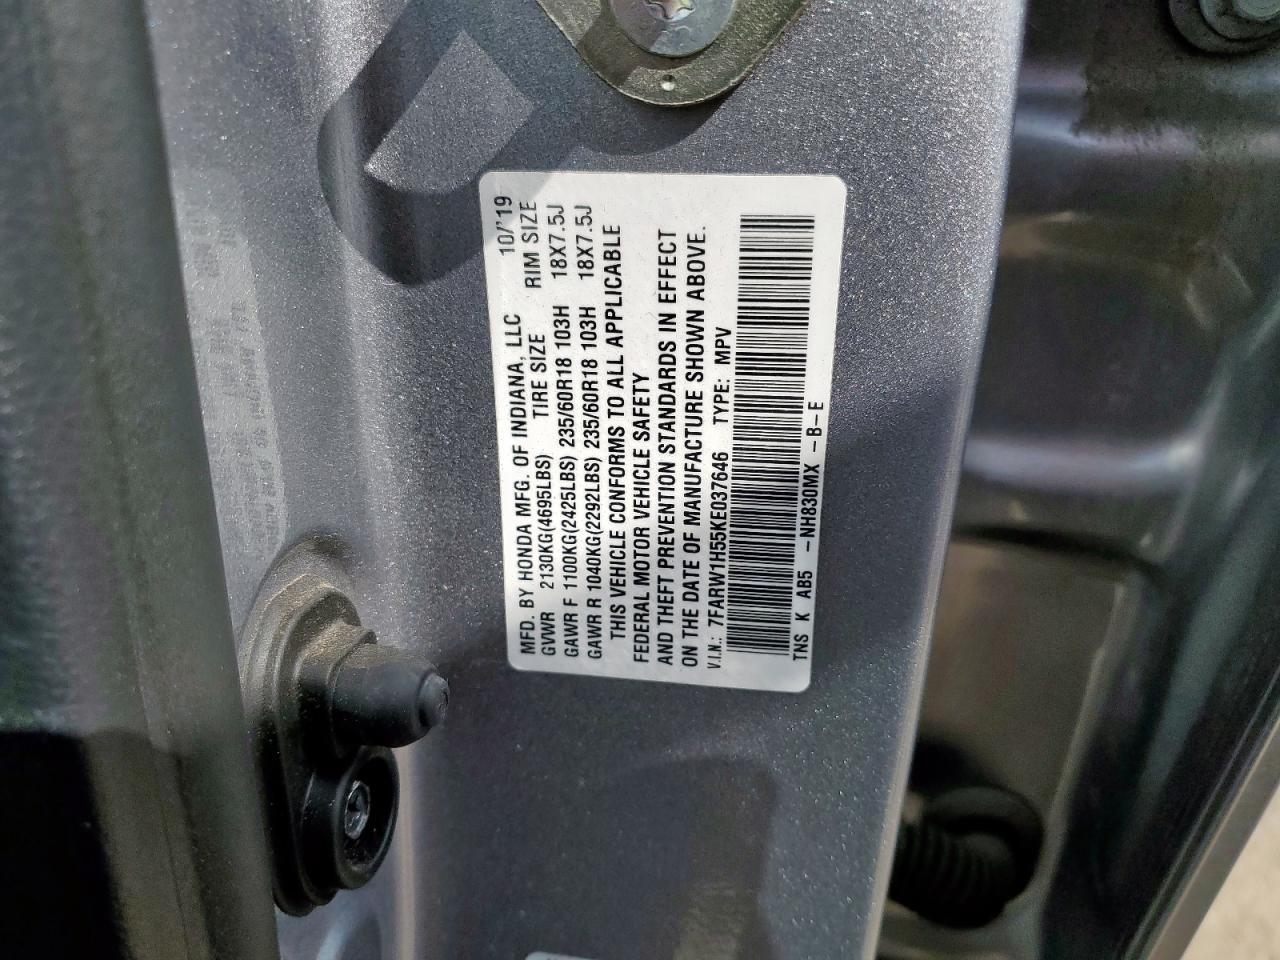 MFD. BY HONDA MFG. OF INDIANA, LLC 10/'19
GVWR 2130KG(4695LBS) TIRE SIZE RIM SIZE
GAWR F 1100KG(2425LBS) 235/60R18 103H 18X7.5J
GAWR R 1040KG(2292LBS) 235/60R18 103H 18X7.5J
THIS VEHICLE CONFORMS TO ALL APPLICABLE
FEDERAL MOTOR VEHICLE SAFETY
AND THEFT PREVENTION STANDARDS IN EFFECT
ON THE DATE OF MANUFACTURE SHOWN ABOVE.
V.I.N.: 7FARW1H55KE037646 TYPE: MPV
TNS K AB5 -NH830MX -B-E